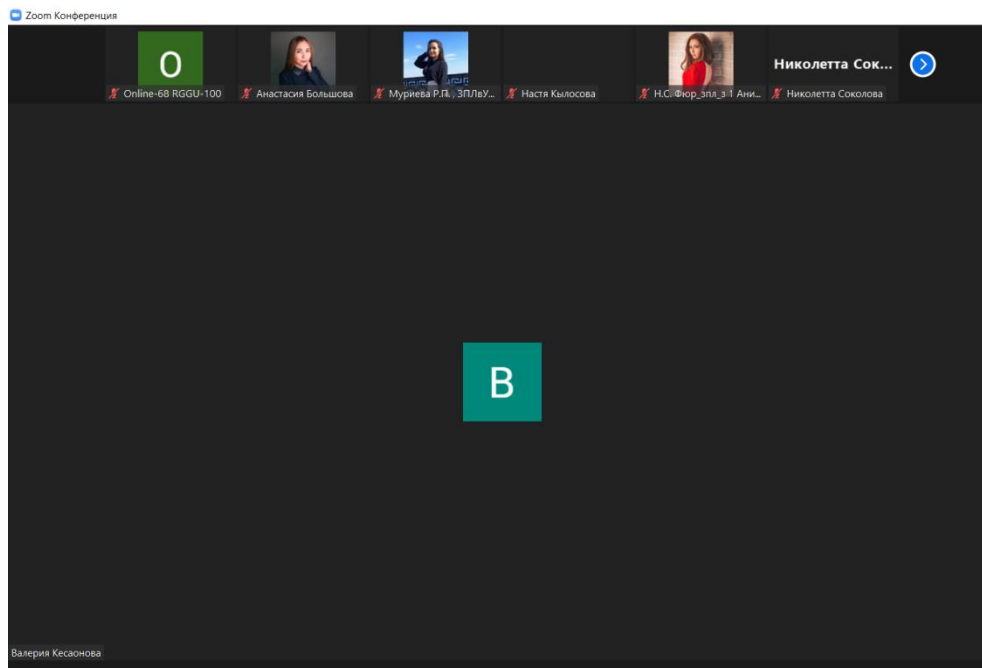 Zoom Конференция
O
Николетта Сок...
Online-68 RGGU-100
Анастасия Большова
Муриева Р.П. , ЗПЛвУ...
Настя Кылосова
Н.С. Фюр_зпл_з 1 Ани...
Николетта Соколова
В
Валерия Кесаонова